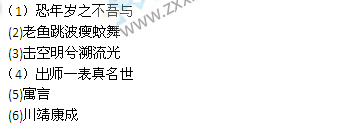 （1）恐年岁之不吾与
(2)老鱼跳波瘦蚊舞
(3)击空明兮溯流光
（4）出师一表真名世
(5)寓言
(6)川靖康成